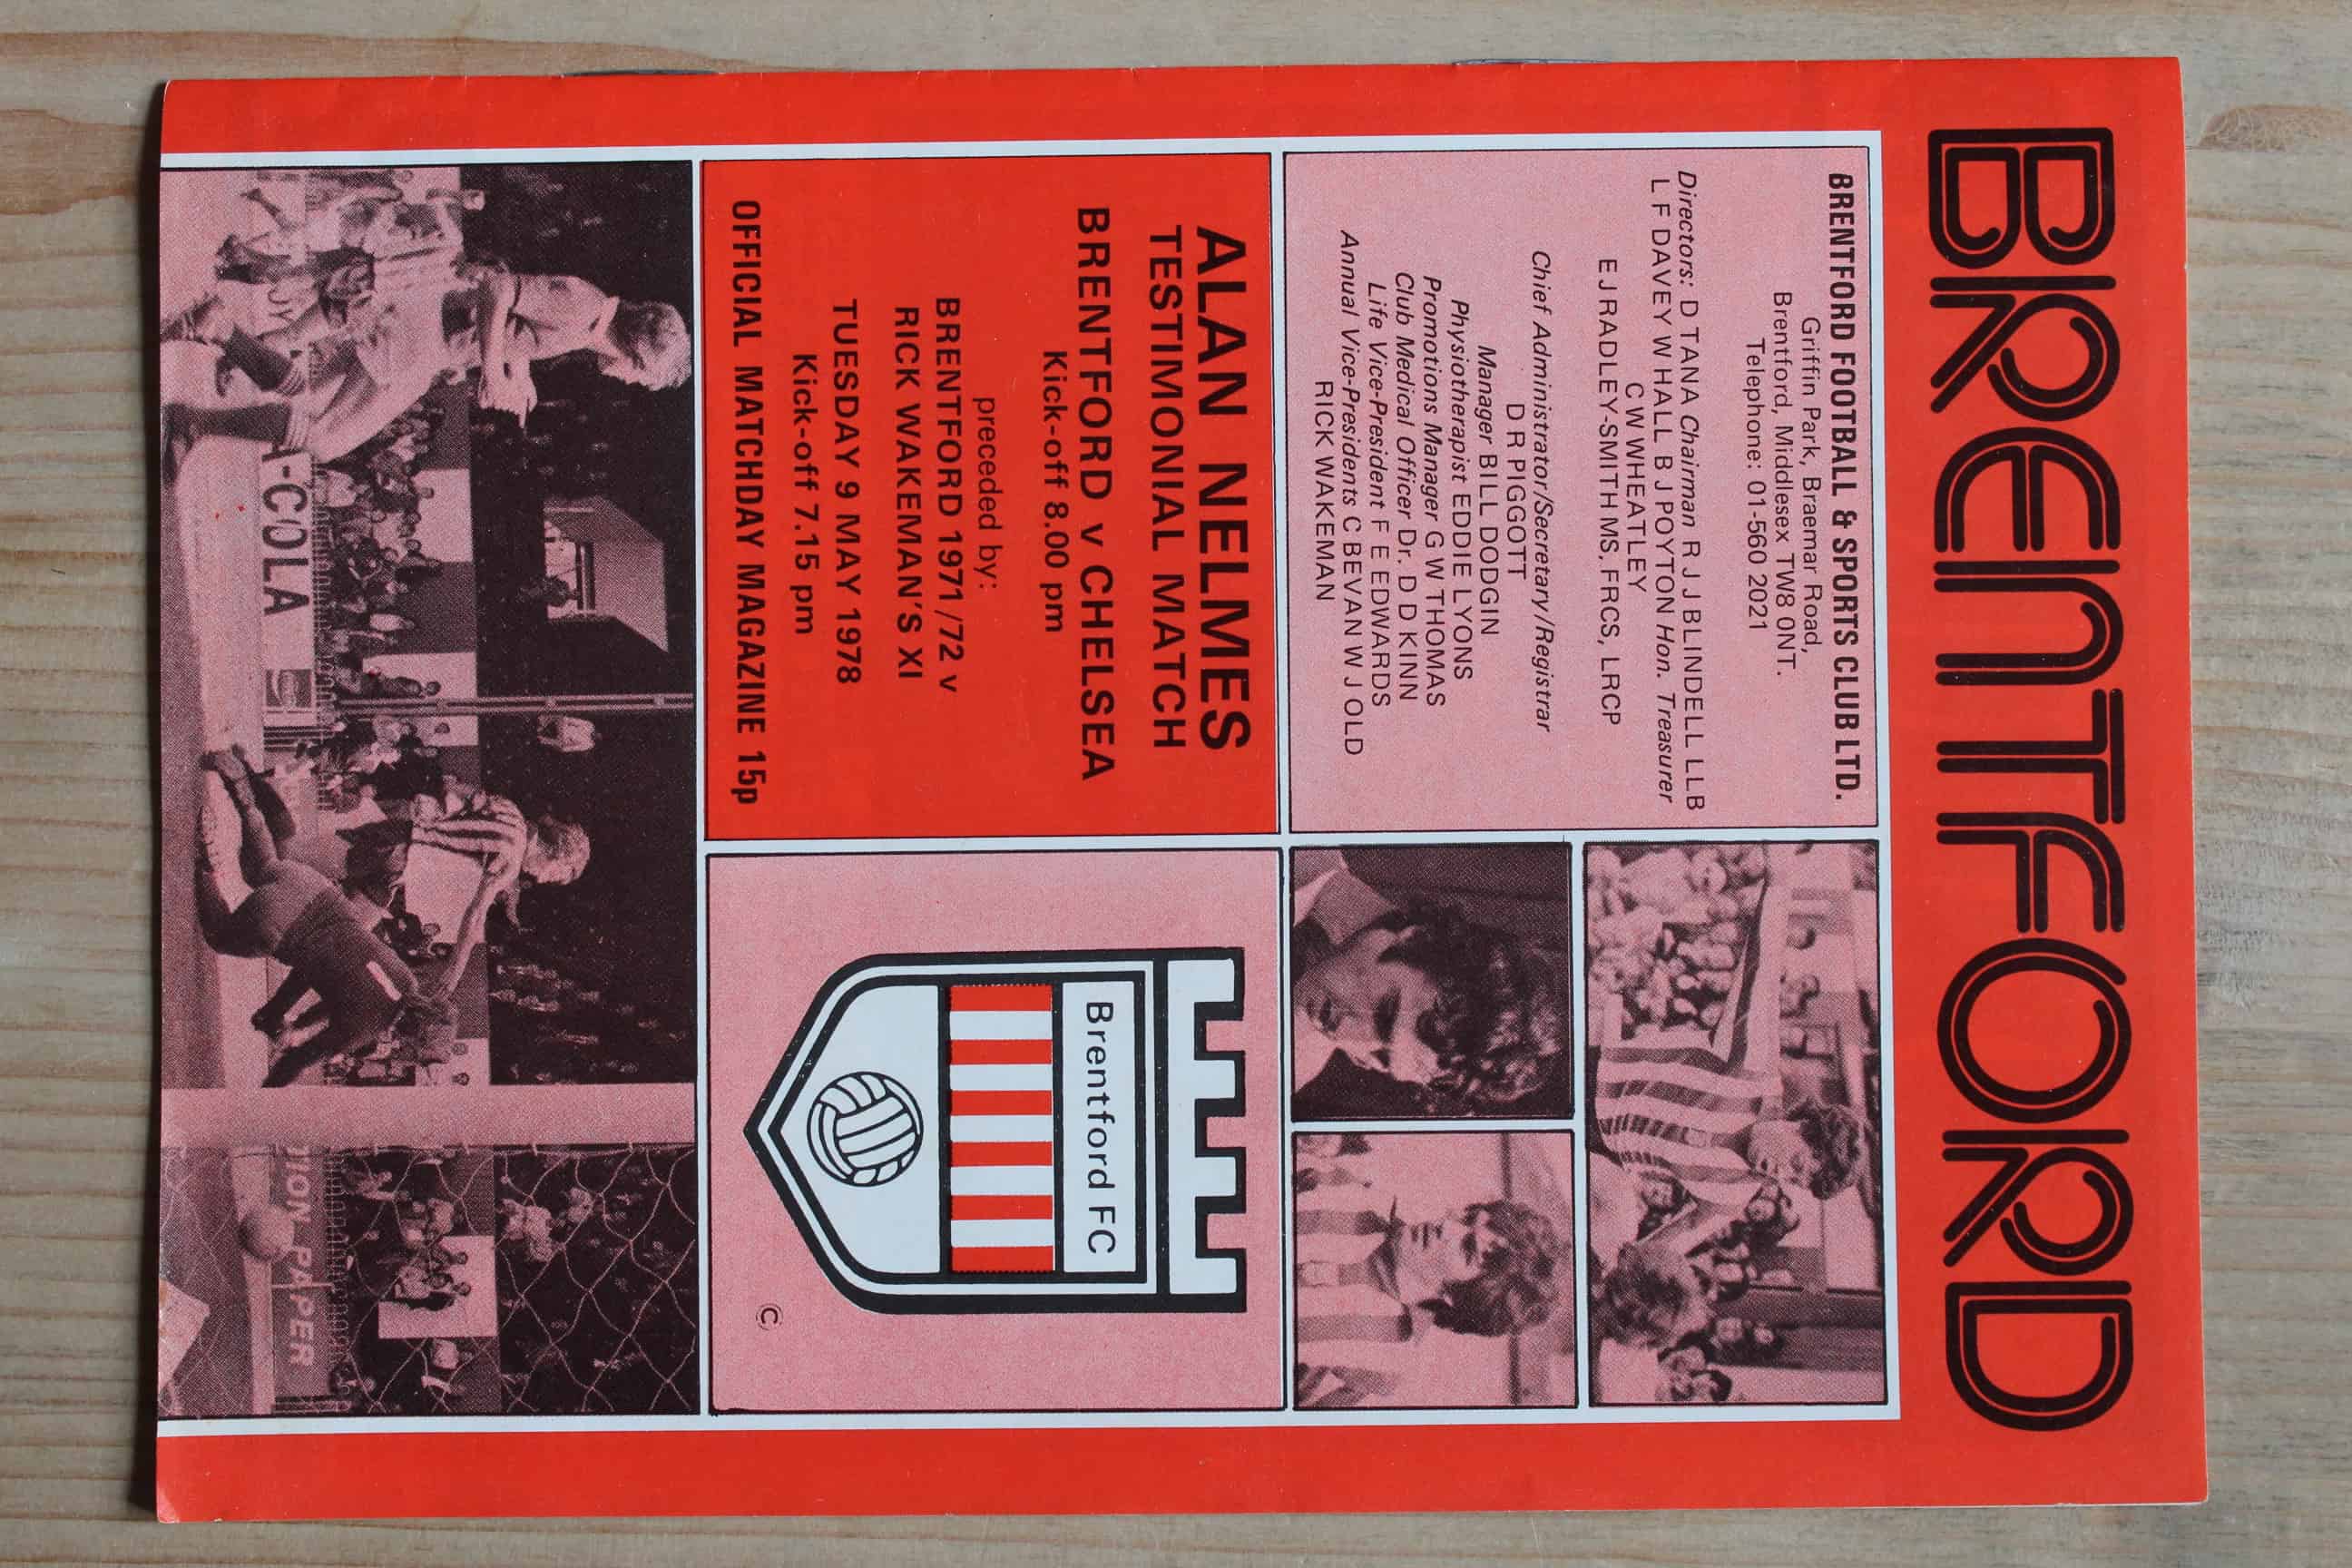 BRENTFORD
BRENTFORD FOOTBALL & SPORTS CLUB LTD.
Griffin Park, Braemar Road,
Brentford, Middlesex TW8 0NT.
Telephone: 01-560 2021
Directors: D TANA Chairman R J J BLINDELL LLB
L F DAVEY W HALL B J POYTON Hon. Treasurer
C W WHEATLEY
E J RADLEY-SMITH MS, FRCS, LRCP
Chief Administrator/Secretary/Registrar
D R PIGGOTT
Manager BILL DODGIN
Physiotherapist EDDIE LYONS
Promotions Manager G W THOMAS
Club Medical Officer Dr. D D KINN
Life Vice-President F E EDWARDS
Annual Vice-Presidents C BEVAN W J OLD
RICK WAKEMAN
ALAN NELMES
TESTIMONIAL MATCH
BRENTFORD v CHELSEA
Kick-off 8.00 pm
preceded by:
BRENTFORD 1971/72 v
RICK WAKEMAN'S XI
TUESDAY 9 MAY 1978
Kick-off 7.15 pm
OFFICIAL MATCHDAY MAGAZINE 15p
Brentford FC
©
-COLA
ION PAPER